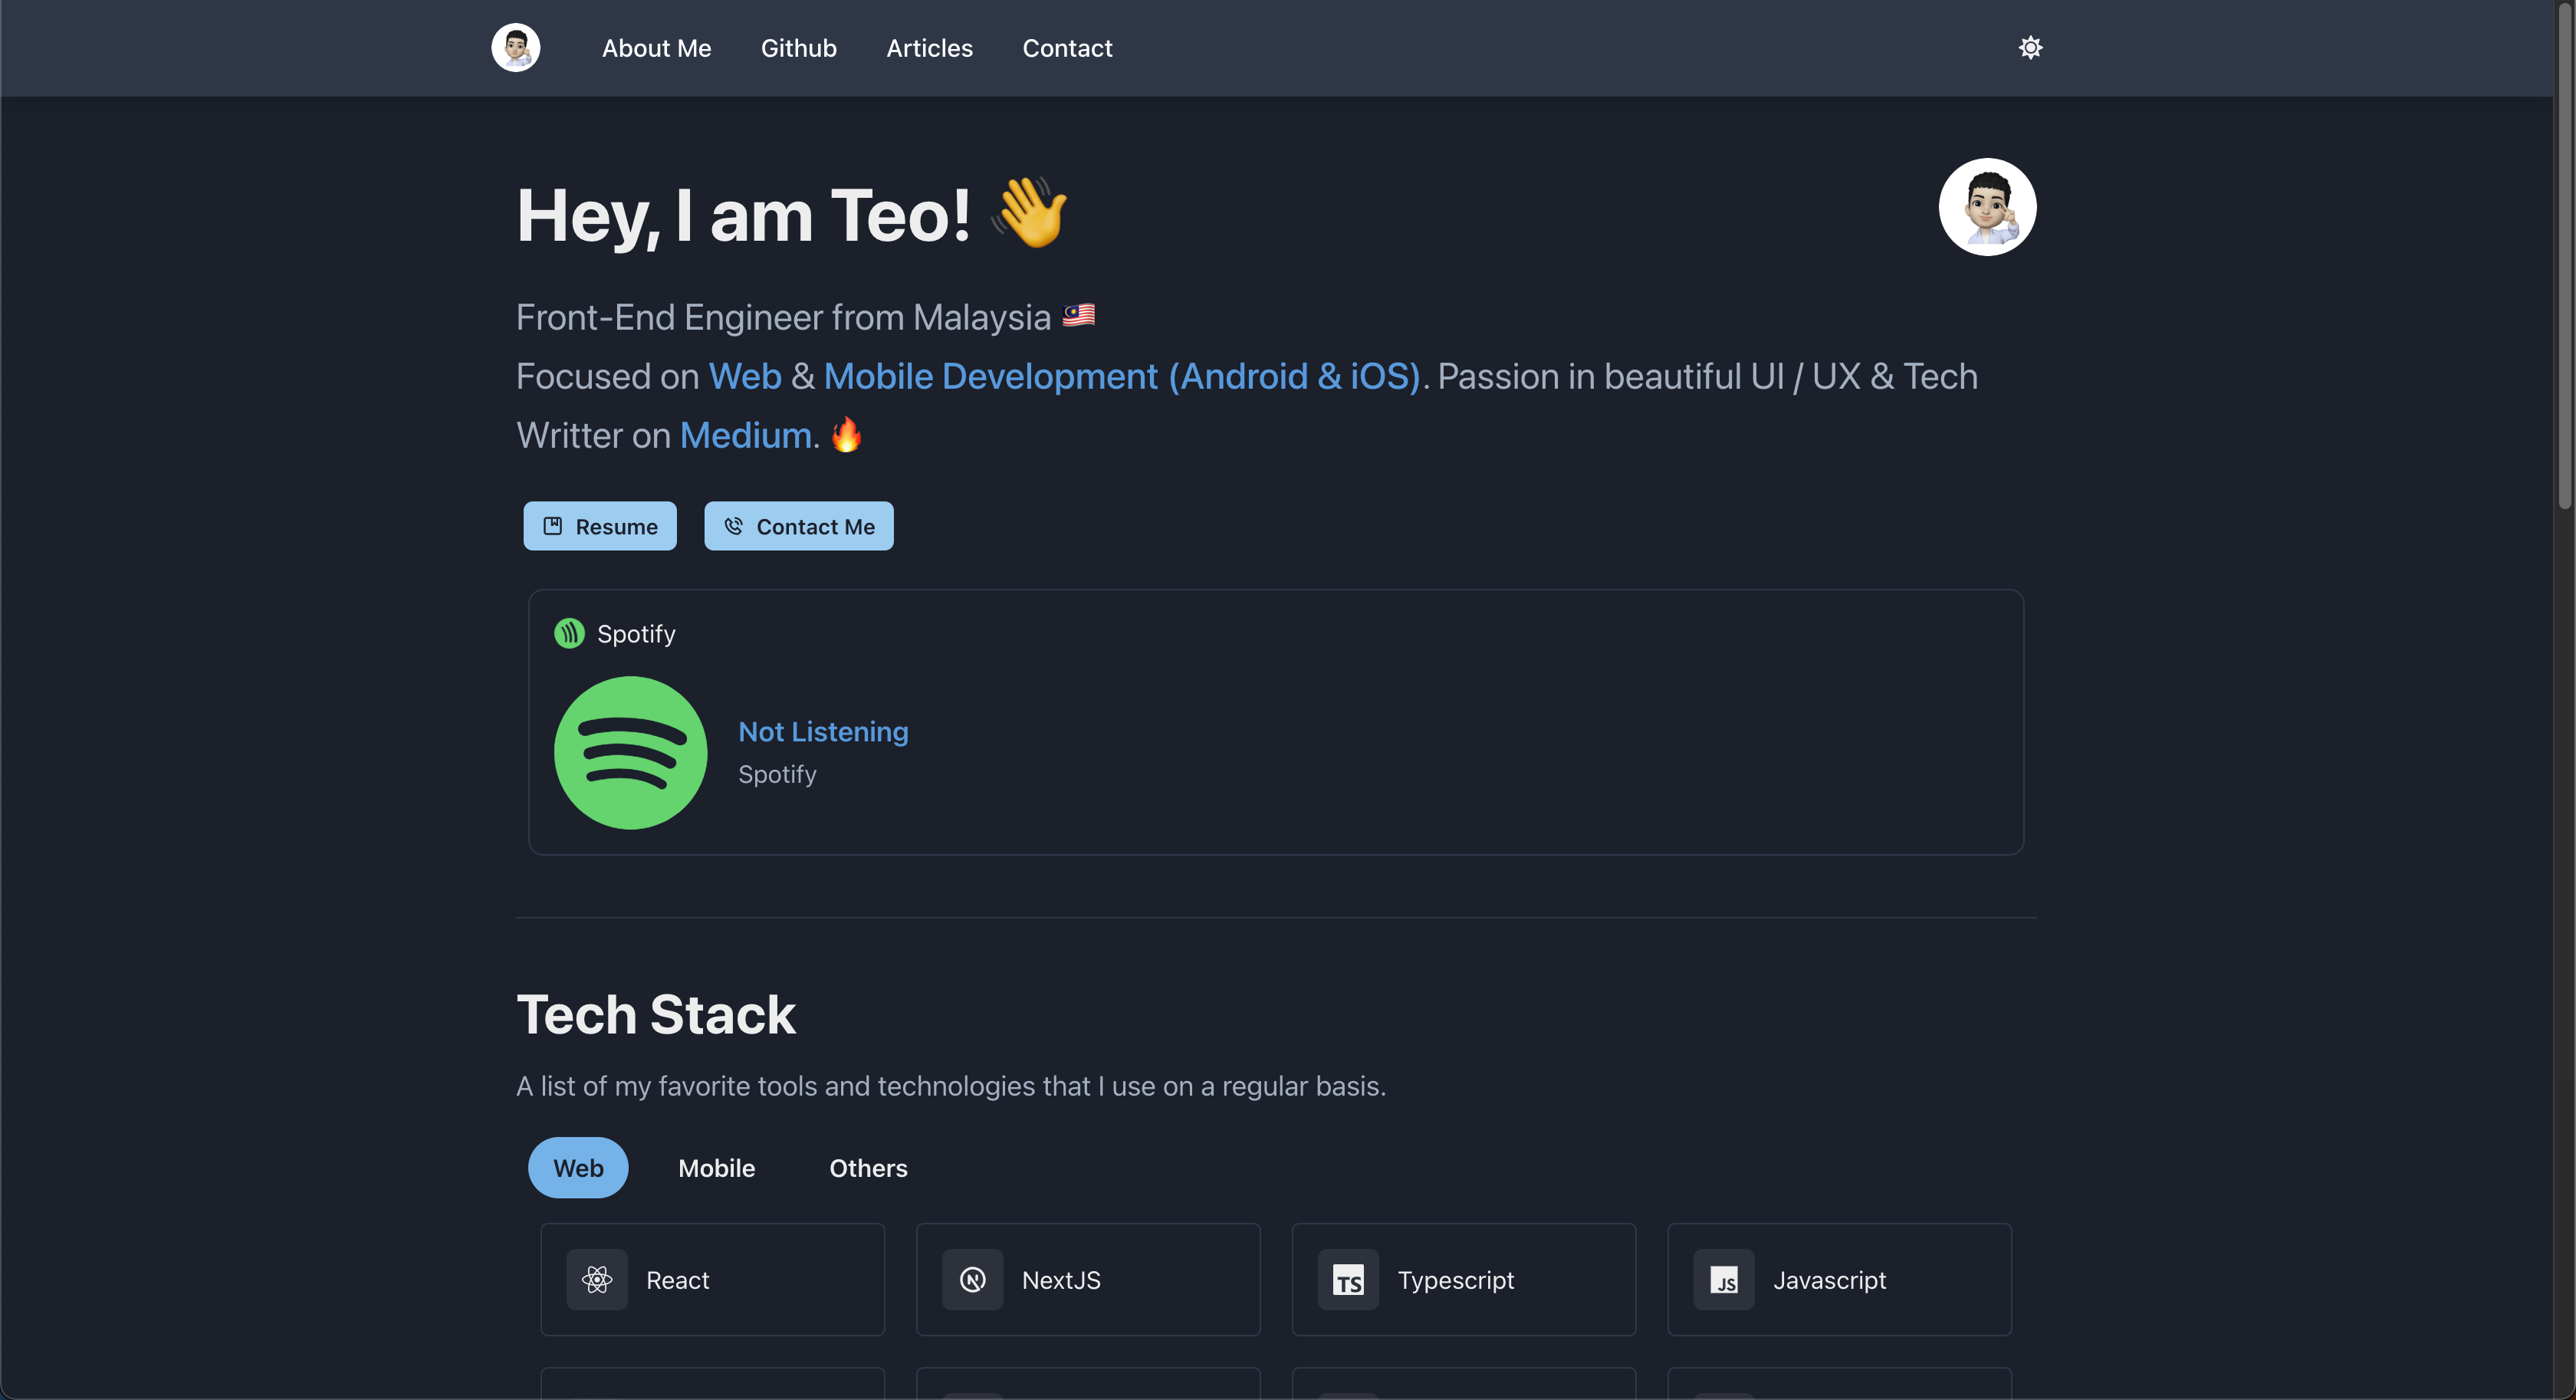 About Me Github Articles Contact
Hey, I am Teo! 👋
Front-End Engineer from Malaysia 🇲🇾
Focused on Web & Mobile Development (Android & iOS). Passion in beautiful UI / UX & Tech
Writter on Medium. 🔥
Resume Contact Me
Spotify
Not Listening
Spotify
Tech Stack
A list of my favorite tools and technologies that I use on a regular basis.
Web Mobile Others
React NextJS TS Typescript JS Javascript